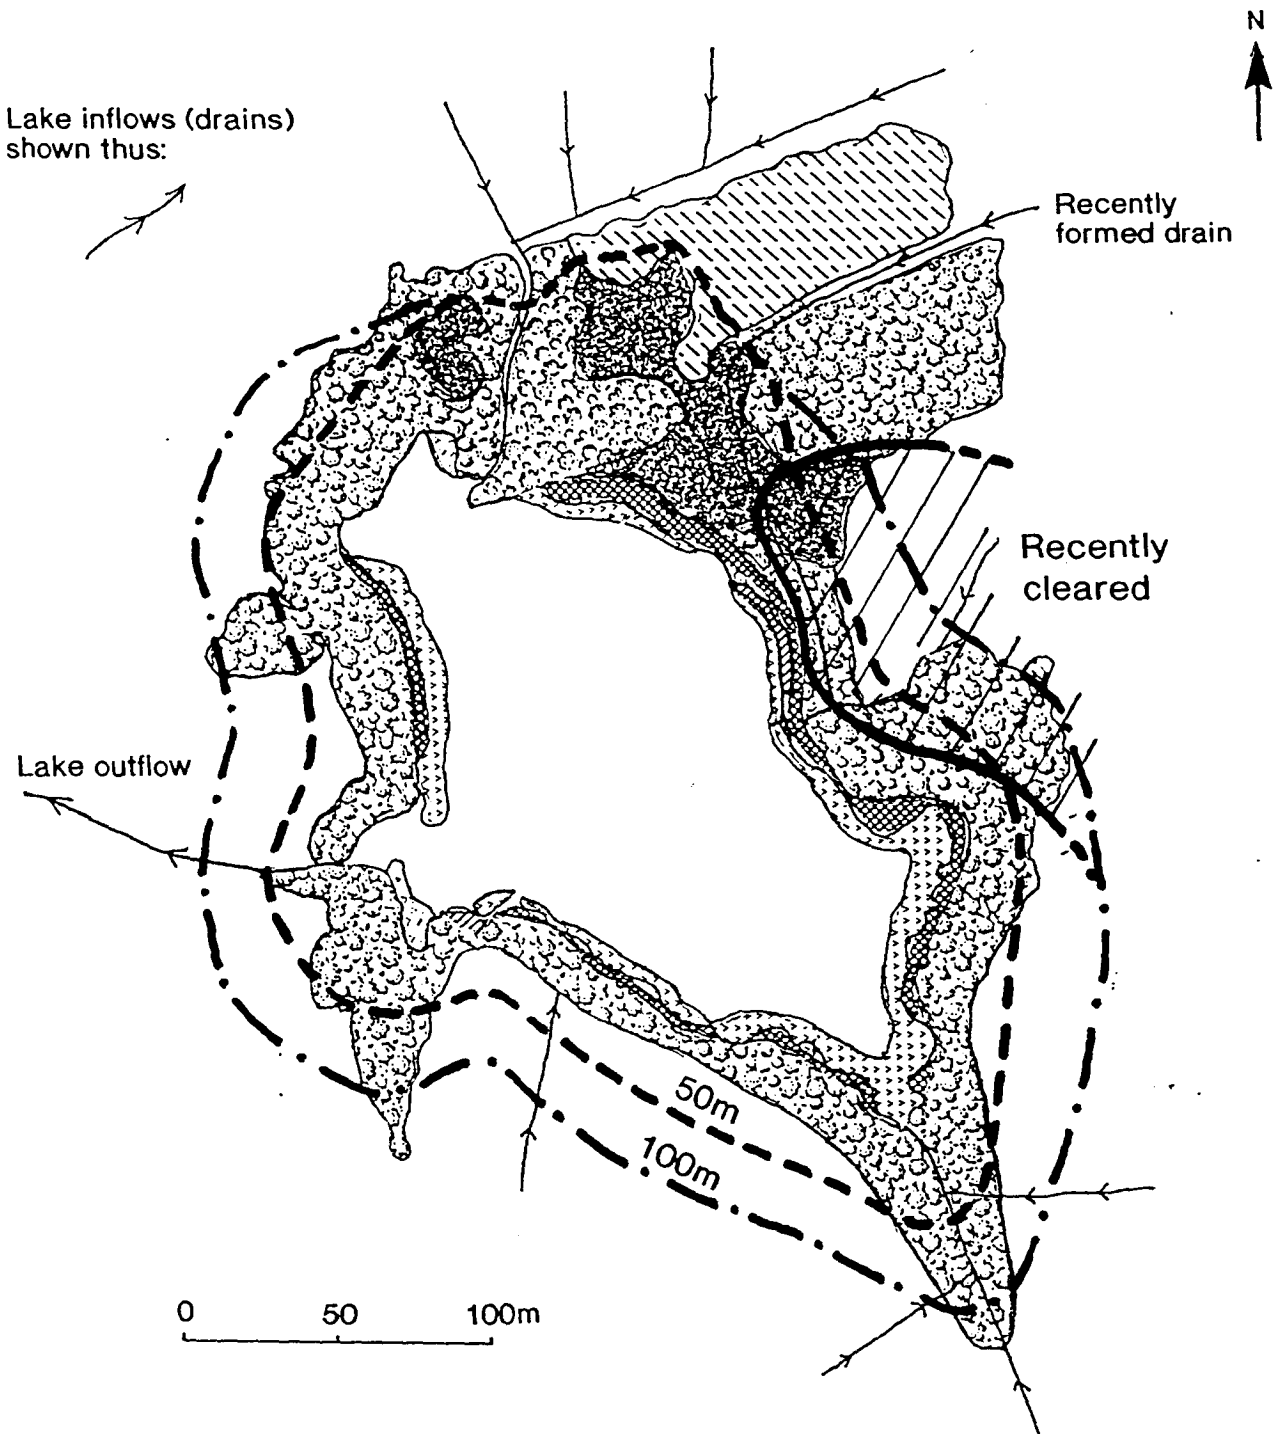 N
Lake inflows (drains)
shown thus:
Recently
formed drain
Recently
cleared
Lake outflow
50m
100m
0 50 100m